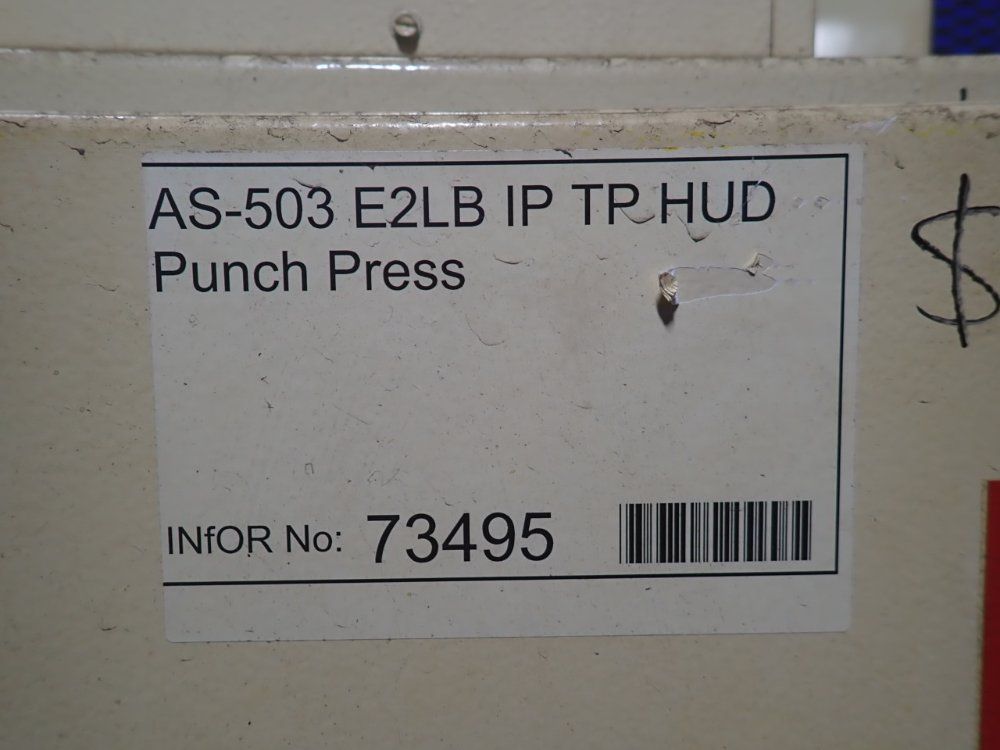 AS-503 E2LB IP TP HUD
Punch Press
INfOR No: 73495
$